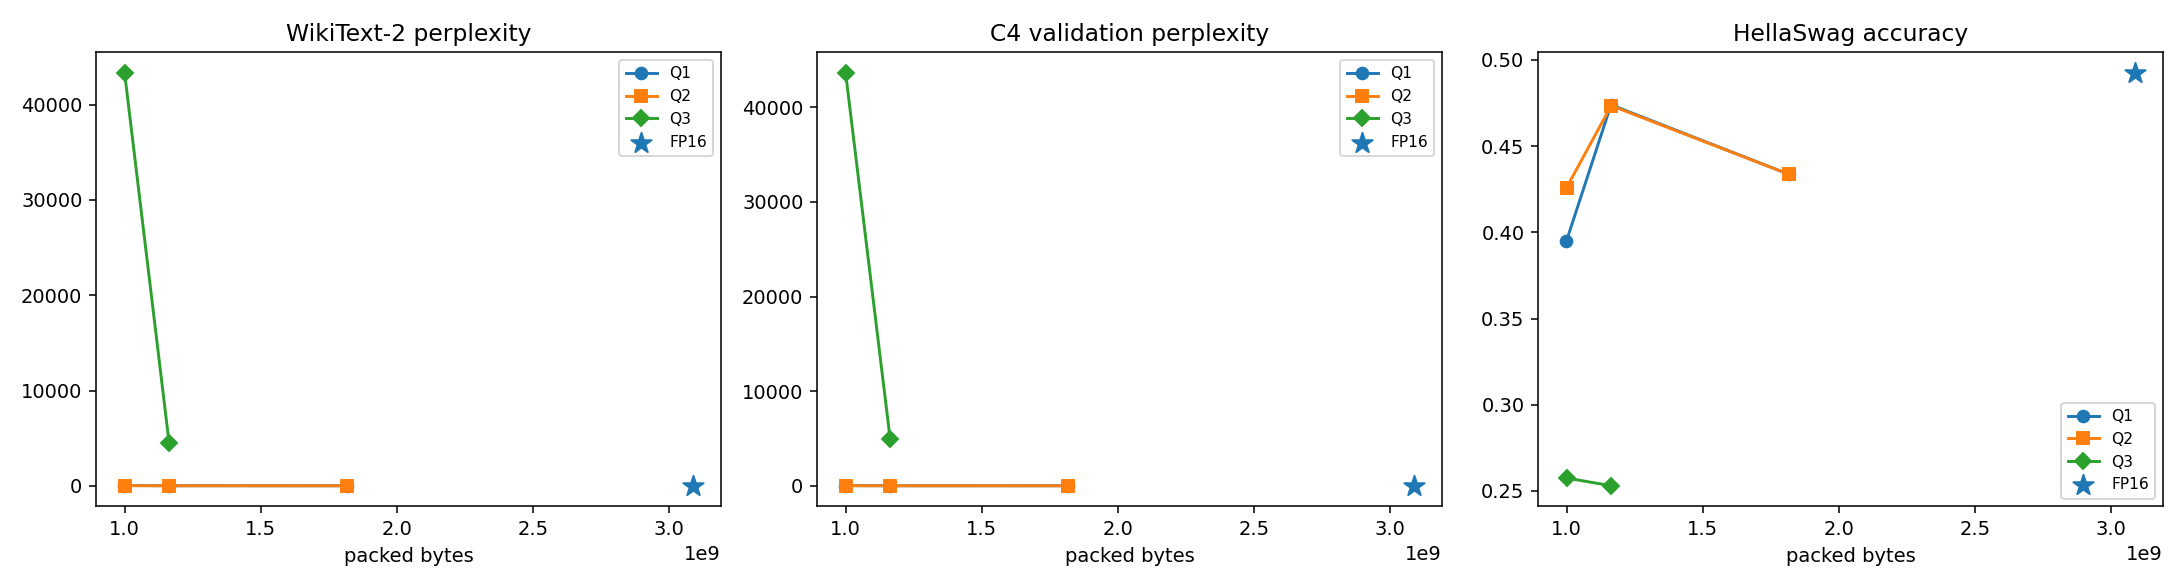 WikiText-2 perplexity
40000
30000
20000
10000
0
1.0 1.5 2.0 2.5 3.0
1e9
packed bytes
Q1
Q2
Q3
FP16
C4 validation perplexity
40000
30000
20000
10000
0
1.0 1.5 2.0 2.5 3.0
1e9
packed bytes
Q1
Q2
Q3
FP16
HellaSwag accuracy
0.50
0.45
0.40
0.35
0.30
0.25
1.0 1.5 2.0 2.5 3.0
1e9
packed bytes
Q1
Q2
Q3
FP16